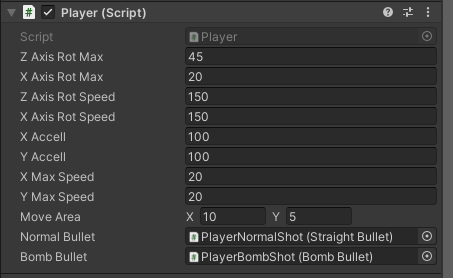 Player (Script)
Script Player
Z Axis Rot Max 45
X Axis Rot Max 20
Z Axis Rot Speed 150
X Axis Rot Speed 150
X Accell 100
Y Accell 100
X Max Speed 20
Y Max Speed 20
Move Area X 10 Y 5
Normal Bullet PlayerNormalShot (Straight Bullet)
Bomb Bullet PlayerBombShot (Bomb Bullet)